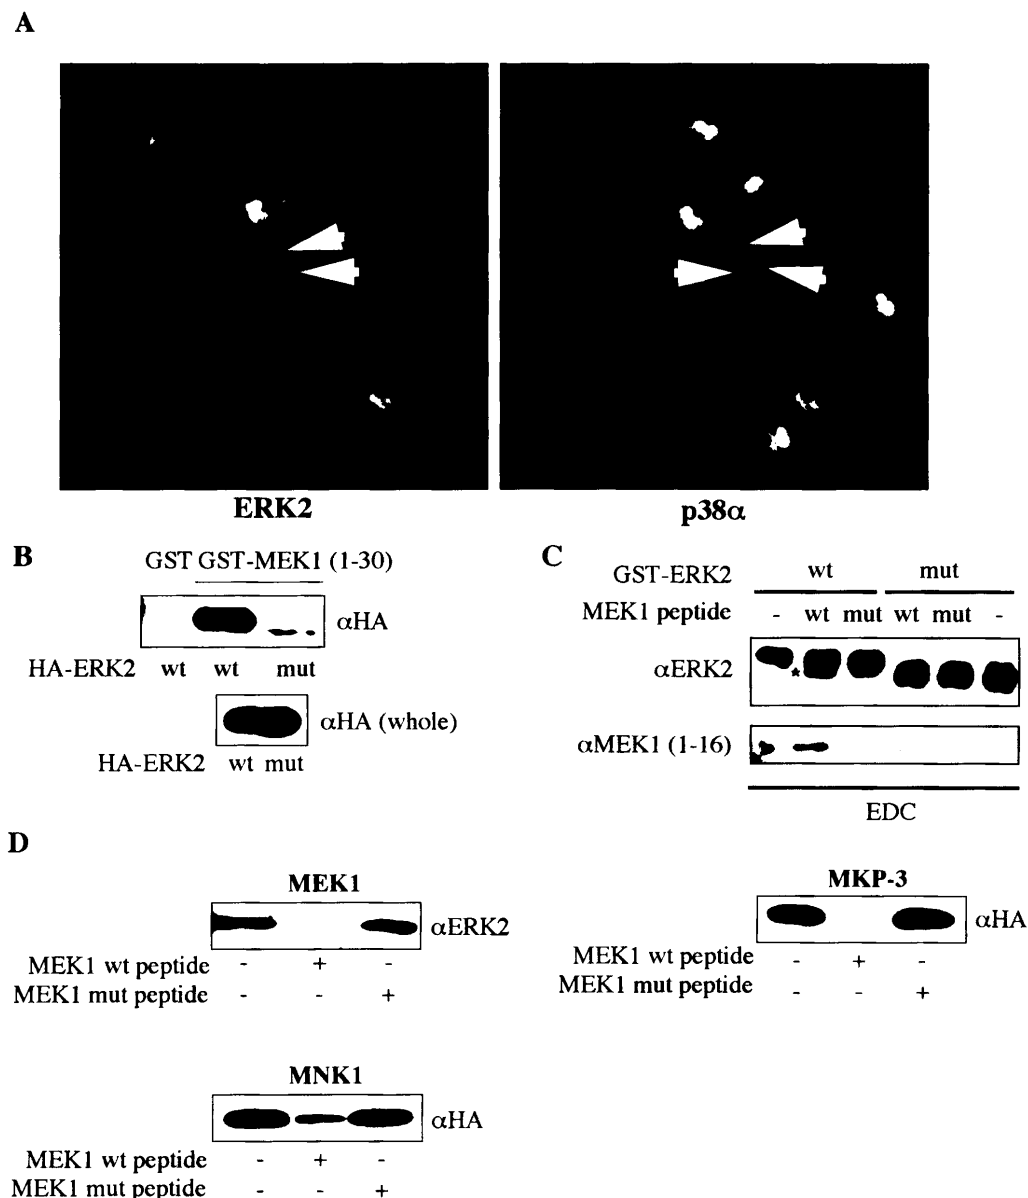 A
ERK2
p38α
B
GST GST-MEK1 (1-30)
αHA
HA-ERK2 wt wt mut
αHA (whole)
HA-ERK2 wt mut
C
GST-ERK2 wt mut
MEK1 peptide - wt mut wt mut -
αERK2
*
αMEK1 (1-16)
EDC
D
MEK1
αERK2
MEK1 wt peptide - + -
MEK1 mut peptide - - +
MKP-3
αHA
MEK1 wt peptide - + -
MEK1 mut peptide - - +
MNK1
αHA
MEK1 wt peptide - + -
MEK1 mut peptide - - +